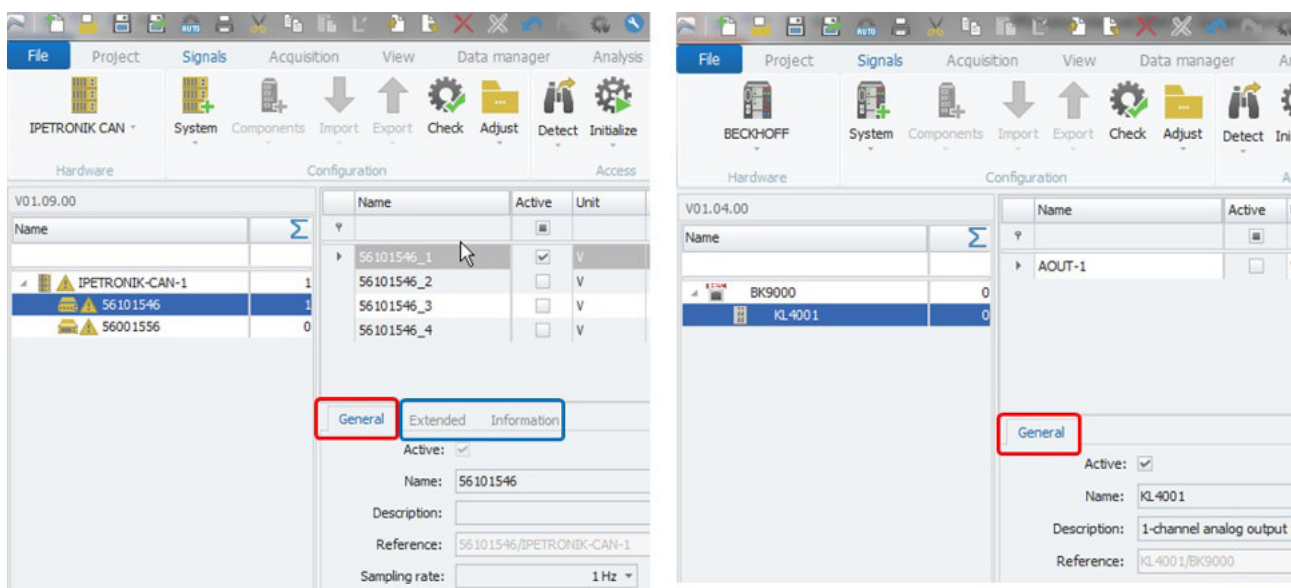 File Project Signals Acquisition View Data manager Analysis
AUTO
IPETRONIK CAN System Components Import Export Check Adjust Detect Initialize
Hardware Configuration Access
V01.09.00
Name Σ
Name Active Unit
56101546_1 V
56101546_2 V
56101546_3 V
56101546_4 V
IPETRONIK-CAN-1 1
56101546 1
56001556 0
General Extended Information
Active:
Name: 56101546
Description:
Reference: 56101546/IPETRONIK-CAN-1
Sampling rate: 1 Hz
File Project Signals Acquisition View Data manager A
AUTO
BECKHOFF System Components Import Export Check Adjust Detect Ini
Hardware Configuration A
V01.04.00
Name Σ
Name Active
AOUT-1
BK9000 0
KL4001 0
General
Active:
Name: KL4001
Description: 1-channel analog output
Reference: KL4001/BK9000